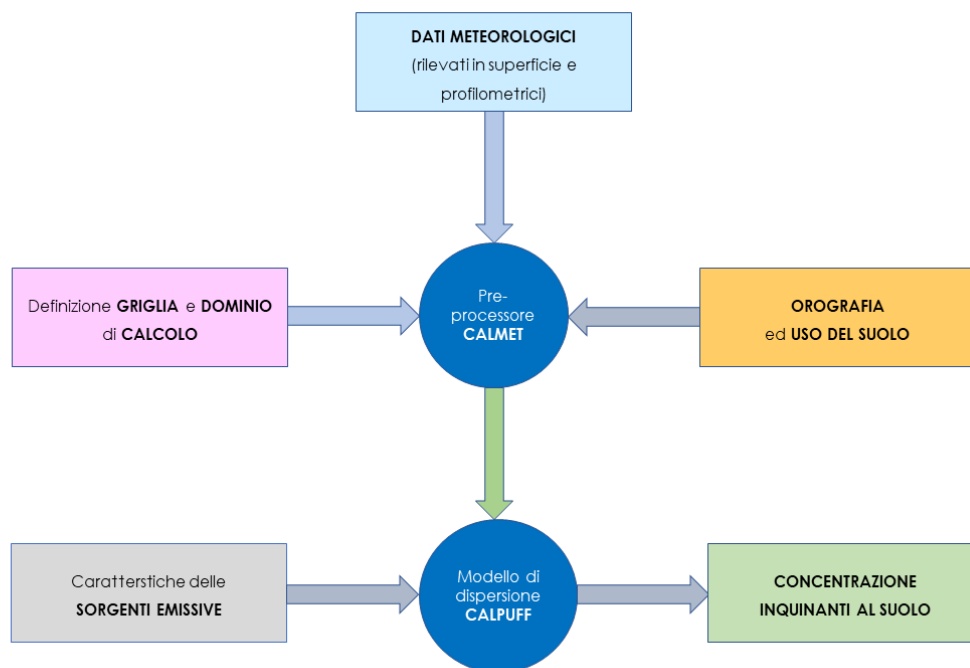 DATI METEOROLOGICI
(rilevati in superficie e
profilometrici)
Definizione GRIGLIA e DOMINIO
di CALCOLO
Pre-
processore
CALMET
OROGRAFIA
ed USO DEL SUOLO
Caratterstiche delle
SORGENTI EMISSIVE
Modello di
dispersione
CALPUFF
CONCENTRAZIONE
INQUINANTI AL SUOLO